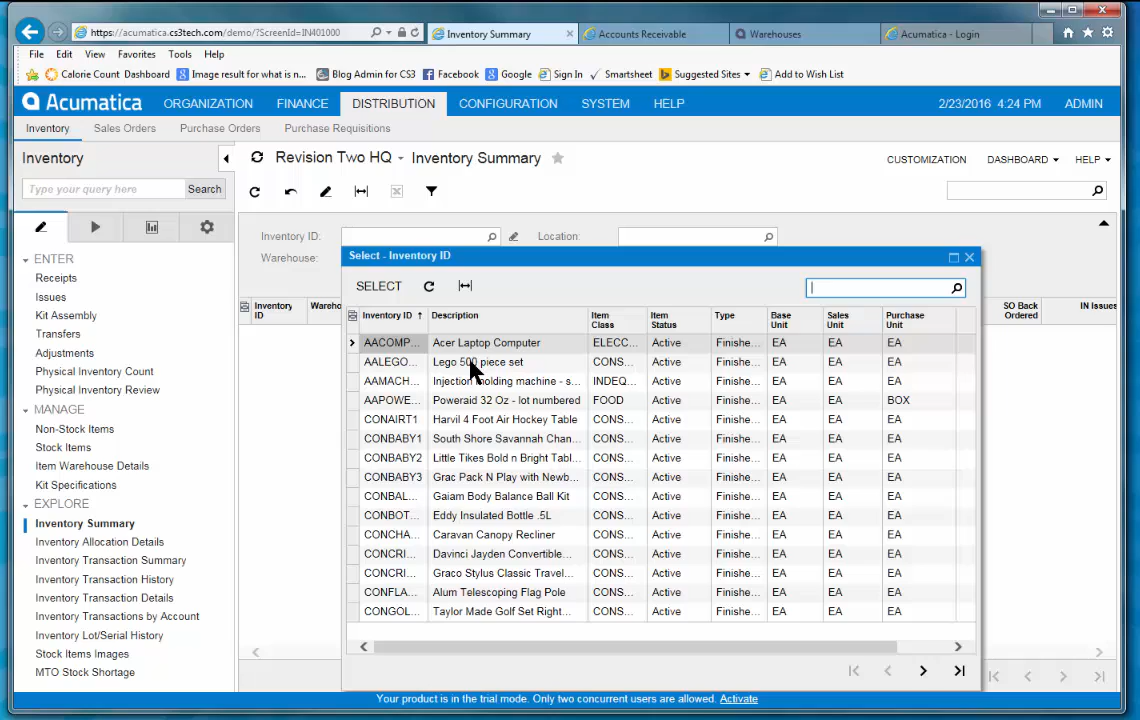 https://acumatica.cs3tech.com/demo/?ScreenId=IN401000
Inventory Summary
Accounts Receivable
Warehouses
Acumatica - Login
File Edit View Favorites Tools Help
Calorie Count Dashboard Image result for what is n... Blog Admin for CS3 Facebook Google Sign In Smartsheet Suggested Sites Add to Wish List
Acumatica ORGANIZATION FINANCE DISTRIBUTION CONFIGURATION SYSTEM HELP 2/23/2016 4:24 PM ADMIN
Inventory Sales Orders Purchase Orders Purchase Requisitions
Inventory
Type your query here Search
ENTER
Receipts
Issues
Kit Assembly
Transfers
Adjustments
Physical Inventory Count
Physical Inventory Review
MANAGE
Non-Stock Items
Stock Items
Item Warehouse Details
Kit Specifications
EXPLORE
Inventory Summary
Inventory Allocation Details
Inventory Transaction Summary
Inventory Transaction History
Inventory Transaction Details
Inventory Transactions by Account
Inventory Lot/Serial History
Stock Items Images
MTO Stock Shortage
Revision Two HQ Inventory Summary CUSTOMIZATION DASHBOARD HELP
Inventory ID: Location:
Warehouse:
Inventory ID Wareho SO Back Ordered IN Issues
Select - Inventory ID
SELECT
Inventory ID Description Item Class Item Status Type Base Unit Sales Unit Purchase Unit
AACOMP... Acer Laptop Computer ELECC... Active Finishe... EA EA EA
AALEGO... Lego 500 piece set CONS... Active Finishe... EA EA EA
AAMACH... Injection molding machine - s... INDEQ... Active Finishe... EA EA EA
AAPOWE... Poweraid 32 Oz - lot numbered FOOD Active Finishe... EA EA BOX
CONAIRT1 Harvil 4 Foot Air Hockey Table CONS... Active Finishe... EA EA EA
CONBABY1 South Shore Savannah Chan... CONS... Active Finishe... EA EA EA
CONBABY2 Little Tikes Bold n Bright Tabl... CONS... Active Finishe... EA EA EA
CONBABY3 Grac Pack N Play with Newb... CONS... Active Finishe... EA EA EA
CONBAL... Gaiam Body Balance Ball Kit CONS... Active Finishe... EA EA EA
CONBOT... Eddy Insulated Bottle .5L CONS... Active Finishe... EA EA EA
CONCHA... Caravan Canopy Recliner CONS... Active Finishe... EA EA EA
CONCRI... Davinci Jayden Convertible... CONS... Active Finishe... EA EA EA
CONCRI... Graco Stylus Classic Travel... CONS... Active Finishe... EA EA EA
CONFLA... Alum Telescoping Flag Pole CONS... Active Finishe... EA EA EA
CONGOL... Taylor Made Golf Set Right... CONS... Active Finishe... EA EA EA
Your product is in the trial mode. Only two concurrent users are allowed. Activate